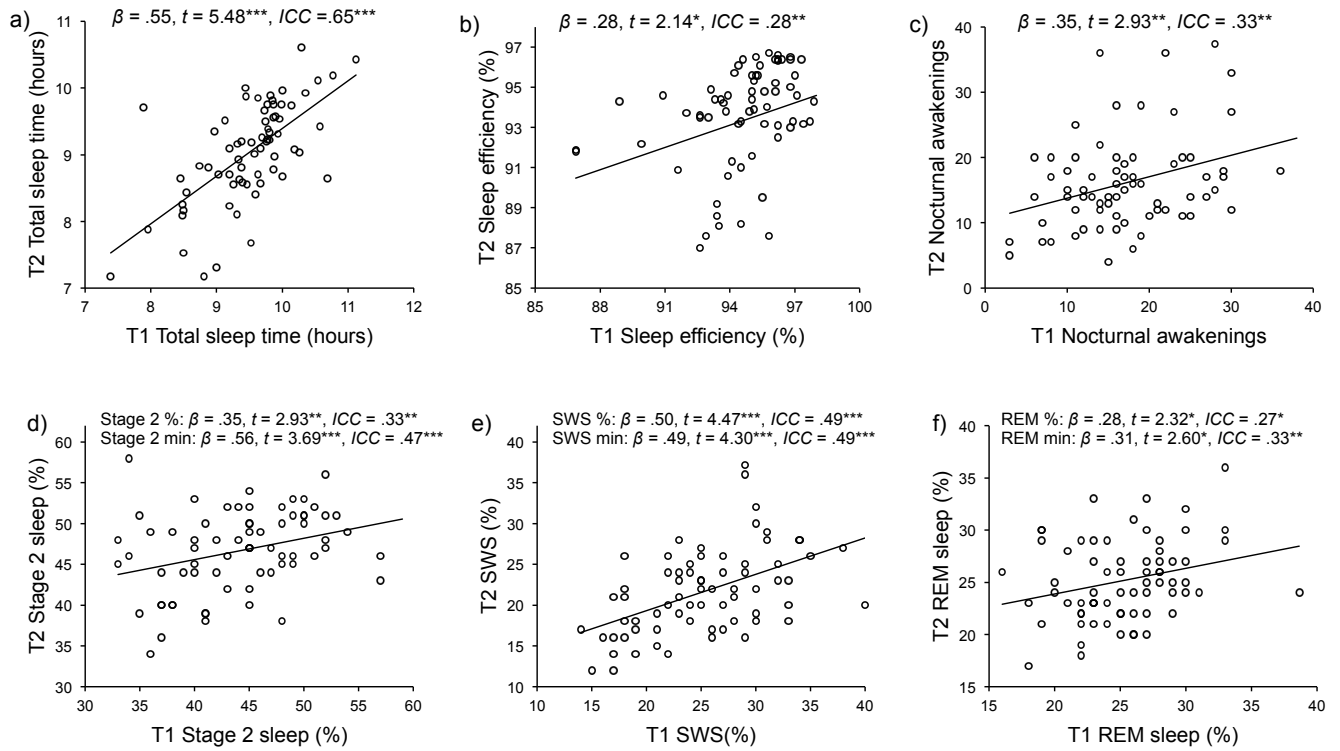 a)
β = .55, t = 5.48***, ICC =.65***
T2 Total sleep time (hours)
11
10
9
8
7
7 8 9 10 11 12
T1 Total sleep time (hours)
b)
β = .28, t = 2.14*, ICC = .28**
T2 Sleep efficiency (%)
97
95
93
91
89
87
85
85 88 91 94 97 100
T1 Sleep efficiency (%)
c)
β = .35, t = 2.93**, ICC = .33**
T2 Nocturnal awakenings
40
30
20
10
0
0 10 20 30 40
T1 Nocturnal awakenings
d)
Stage 2 %: β = .35, t = 2.93**, ICC = .33**
Stage 2 min: β = .56, t = 3.69***, ICC = .47***
T2 Stage 2 sleep (%)
60
55
50
45
40
35
30
30 35 40 45 50 55 60
T1 Stage 2 sleep (%)
e)
SWS %: β = .50, t = 4.47***, ICC = .49***
SWS min: β = .49, t = 4.30***, ICC = .49***
T2 SWS (%)
40
35
30
25
20
15
10
10 15 20 25 30 35 40
T1 SWS(%)
f)
REM %: β = .28, t = 2.32*, ICC = .27*
REM min: β = .31, t = 2.60*, ICC = .33**
T2 REM sleep (%)
40
35
30
25
20
15
15 20 25 30 35 40
T1 REM sleep (%)